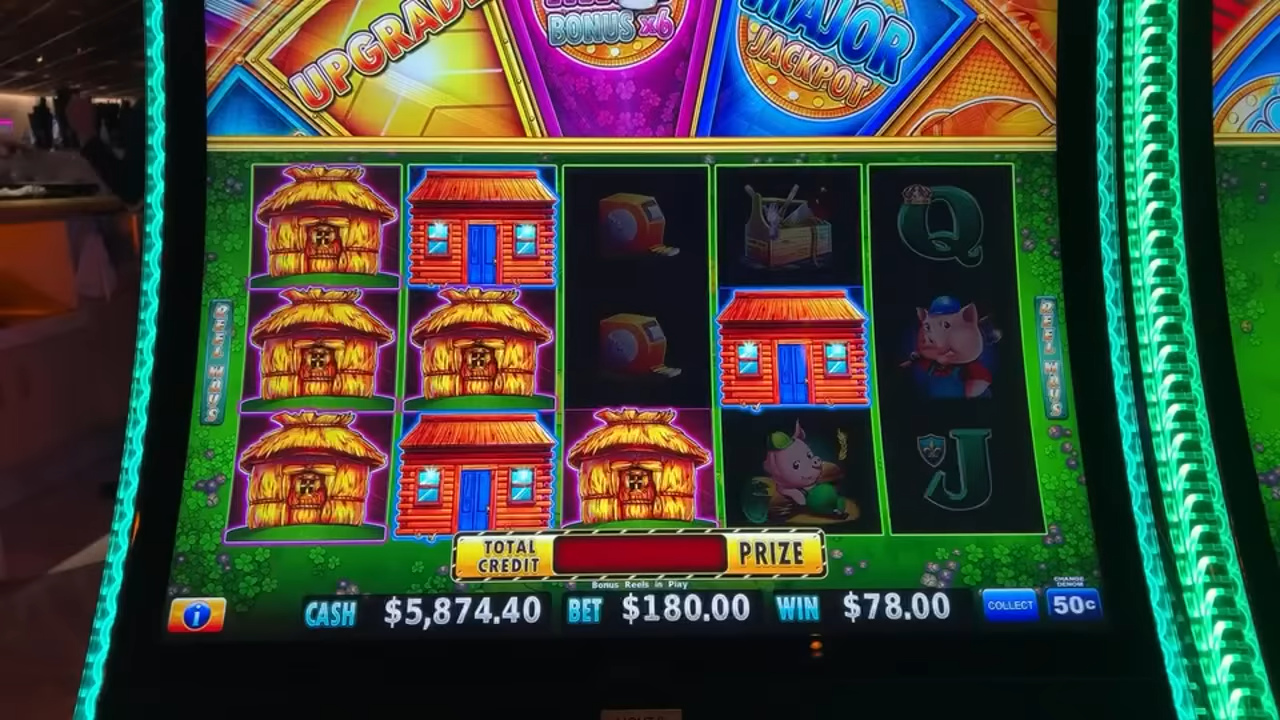 UPGRADE
BONUS x6
MAJOR
JACKPOT
Q
REEL WAYS
REEL WAYS
J
TOTAL
CREDIT
PRIZE
Bonus Reels in Play
CASH $5,874.40 BET $180.00 WIN $78.00
COLLECT
CHANGE
DENOM
50¢